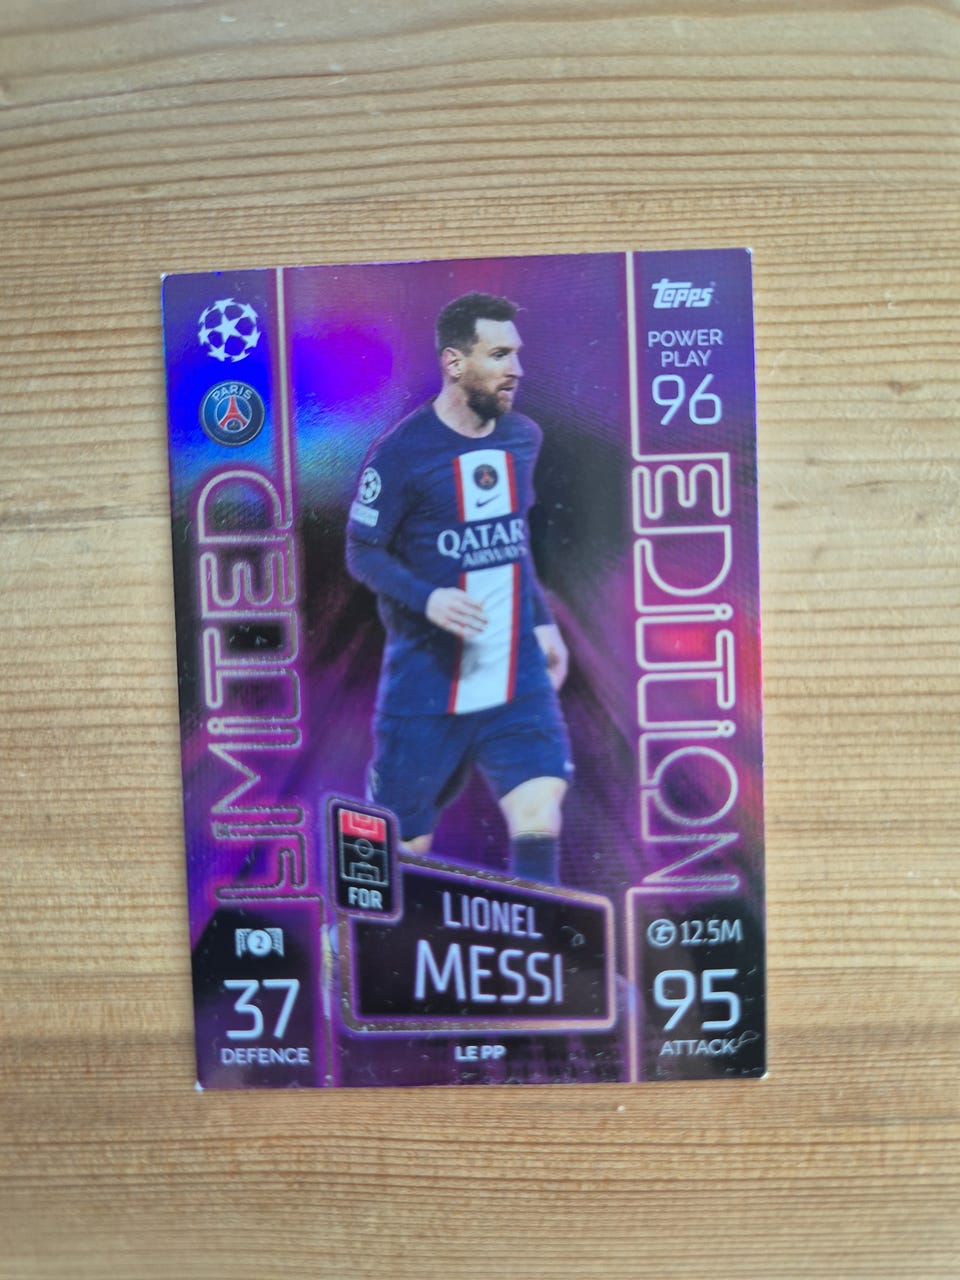 topps
POWER
PLAY
96
PARIS
LIMITED
EDITION
QATAR
AIRWAYS
FOR
LIONEL
MESSI
2
37
DEFENCE
12.5M
95
ATTACK
LE PP